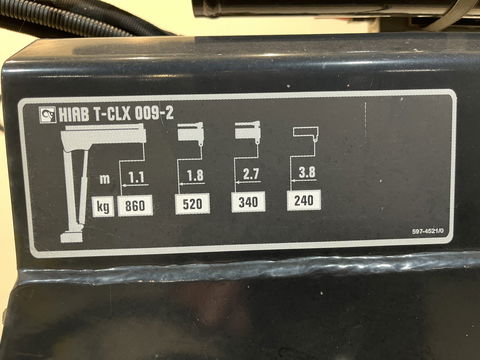 HIAB T-CLX 009-2
m 1.1 1.8 2.7 3.8
kg 860 520 340 240
597-4521/0